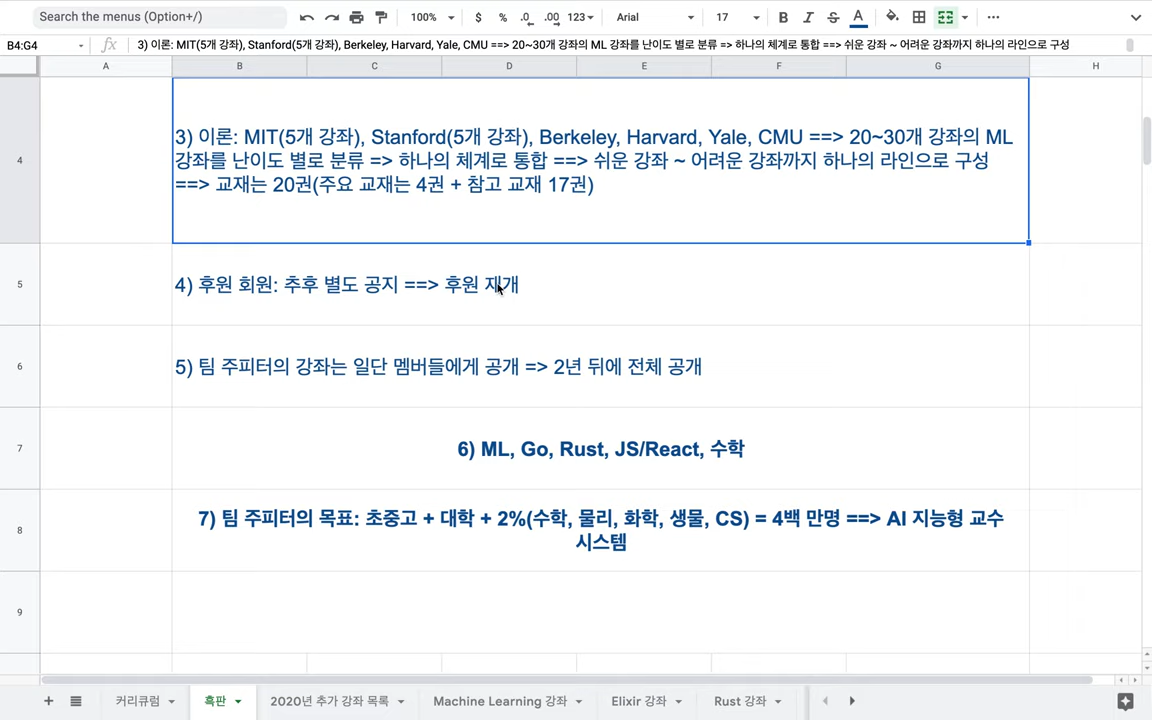 Search the menus (Option+/)
100%
$ % .0 .00 123
Arial
17
B I S A
B4:G4
fx
3) 이론: MIT(5개 강좌), Stanford(5개 강좌), Berkeley, Harvard, Yale, CMU ==> 20~30개 강좌의 ML 강좌를 난이도 별로 분류 => 하나의 체계로 통합 ==> 쉬운 강좌 ~ 어려운 강좌까지 하나의 라인으로 구성
A B C D E F G H
4
3) 이론: MIT(5개 강좌), Stanford(5개 강좌), Berkeley, Harvard, Yale, CMU ==> 20~30개 강좌의 ML
강좌를 난이도 별로 분류 => 하나의 체계로 통합 ==> 쉬운 강좌 ~ 어려운 강좌까지 하나의 라인으로 구성
==> 교재는 20권(주요 교재는 4권 + 참고 교재 17권)
5
4) 후원 회원: 추후 별도 공지 ==> 후원 재개
6
5) 팀 주피터의 강좌는 일단 멤버들에게 공개 => 2년 뒤에 전체 공개
7
6) ML, Go, Rust, JS/React, 수학
8
7) 팀 주피터의 목표: 초중고 + 대학 + 2%(수학, 물리, 화학, 생물, CS) = 4백 만명 ==> AI 지능형 교수
시스템
9
커리큘럼
흑판
2020년 추가 강좌 목록
Machine Learning 강좌
Elixir 강좌
Rust 강좌